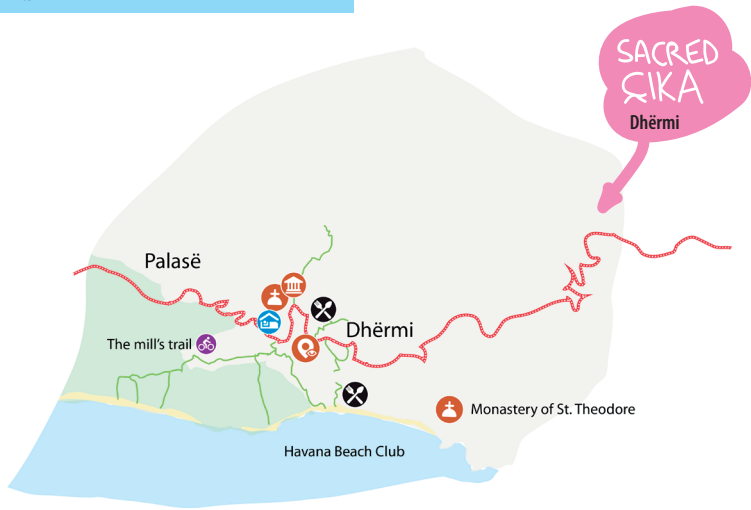 SACRED
ÇIKA
Dhërmi
Palasë
Dhërmi
The mill's trail
Monastery of St. Theodore
Havana Beach Club